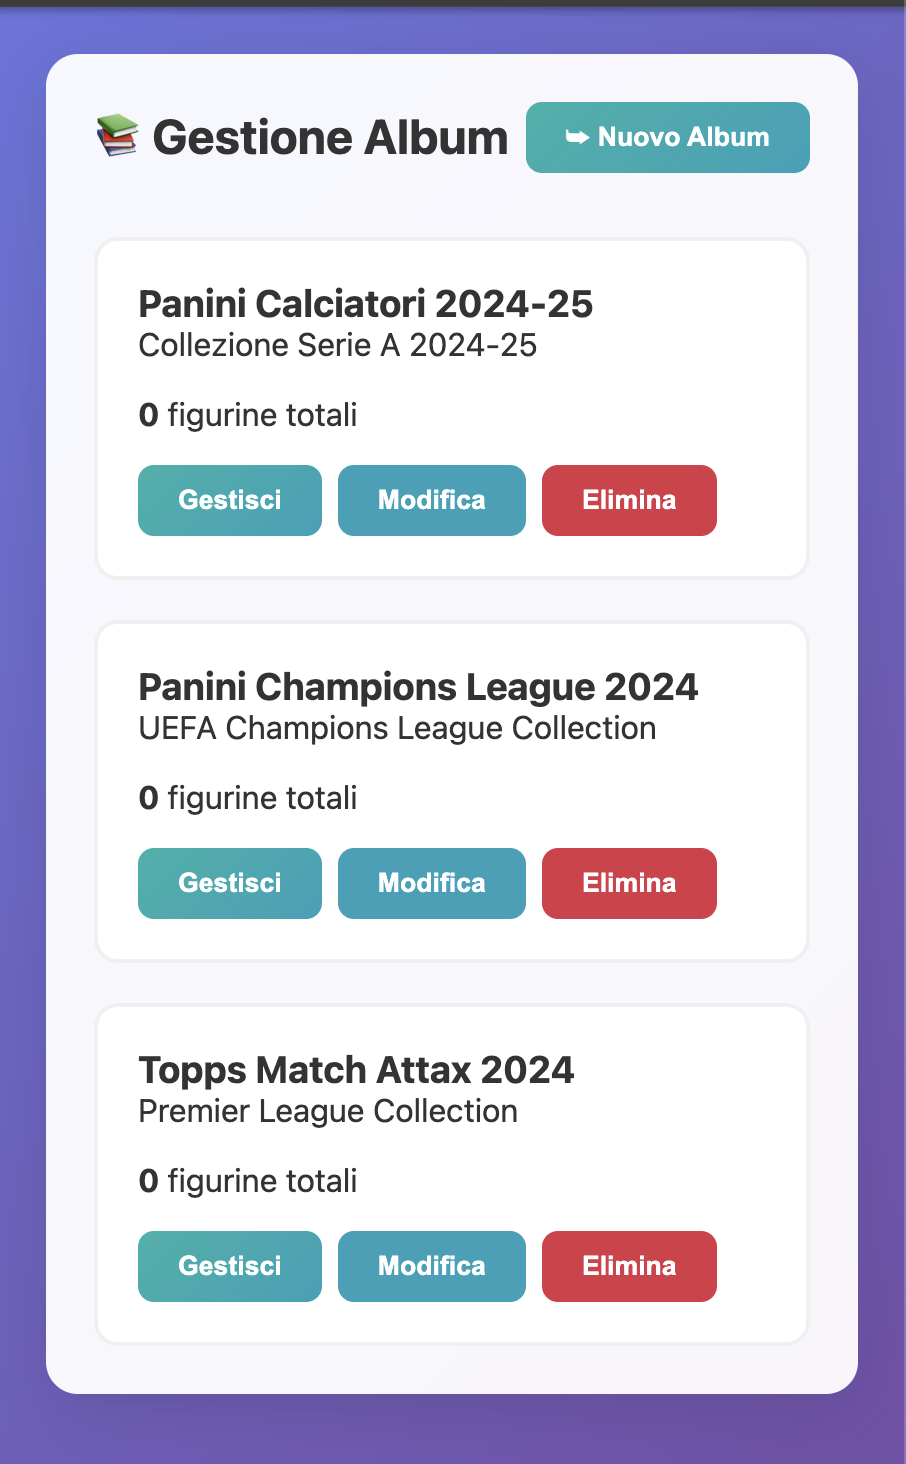 📚 Gestione Album
➥ Nuovo Album
Panini Calciatori 2024-25
Collezione Serie A 2024-25
0 figurine totali
Gestisci
Modifica
Elimina
Panini Champions League 2024
UEFA Champions League Collection
0 figurine totali
Gestisci
Modifica
Elimina
Topps Match Attax 2024
Premier League Collection
0 figurine totali
Gestisci
Modifica
Elimina